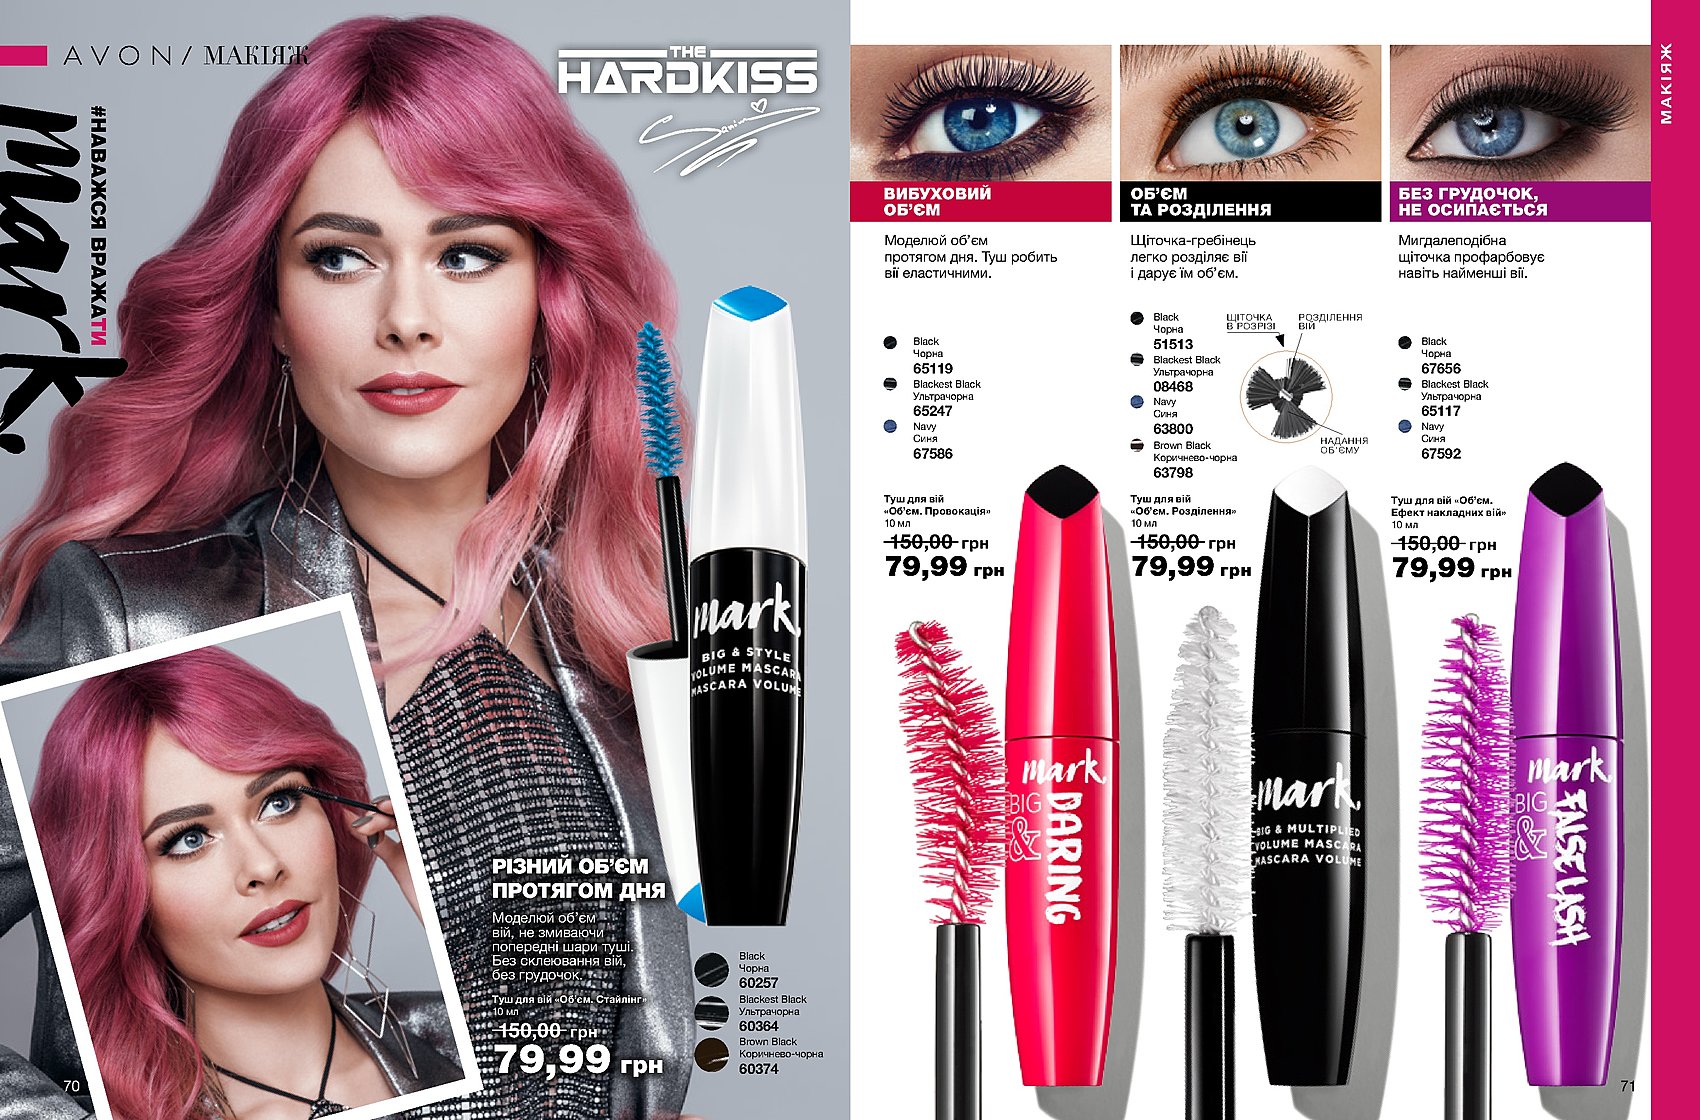 AVON / МАКІЯЖ
#НАВАЖСЯ ВРАЖАТИ
mark.
THE
HARDKISS
mark.
BIG & STYLE
VOLUME MASCARA
MASCARA VOLUME
РІЗНИЙ ОБ'ЄМ
ПРОТЯГОМ ДНЯ
Моделюй об'єм
вій, не змиваючи
попередні шари туші.
Без склеювання вій,
без грудочок.
Туш для вій «Об'єм. Стайлінг»
10 мл
150,00 грн
79,99 грн
Black
Чорна
60257
Blackest Black
Ультрачорна
60364
Brown Black
Коричнево-чорна
60374
70
МАКІЯЖ
ВИБУХОВИЙ
ОБ'ЄМ
Моделюй об'єм
протягом дня. Туш робить
вії еластичними.
Black
Чорна
65119
Blackest Black
Ультрачорна
65247
Navy
Синя
67586
Туш для вій
«Об'єм. Провокація»
10 мл
150,00 грн
79,99 грн
mark.
BIG
&
DARING
ОБ'ЄМ
ТА РОЗДІЛЕННЯ
Щіточка-гребінець
легко розділяє вії
і дарує їм об'єм.
Black
Чорна
51513
Blackest Black
Ультрачорна
08468
Navy
Синя
63800
Brown Black
Коричнево-чорна
63798
ЩІТОЧКА
В РОЗРІЗІ
РОЗДІЛЕННЯ
ВІЙ
НАДАННЯ
ОБ'ЄМУ
Туш для вій
«Об'єм. Розділення»
10 мл
150,00 грн
79,99 грн
mark.
BIG & MULTIPLIED
VOLUME MASCARA
MASCARA VOLUME
БЕЗ ГРУДОЧОК,
НЕ ОСИПАЄТЬСЯ
Мигдалеподібна
щіточка профарбовує
навіть найменші вії.
Black
Чорна
67656
Blackest Black
Ультрачорна
65117
Navy
Синя
67592
Туш для вій «Об'єм.
Ефект накладних вій»
10 мл
150,00 грн
79,99 грн
mark.
BIG
&
FALSE LASH
71